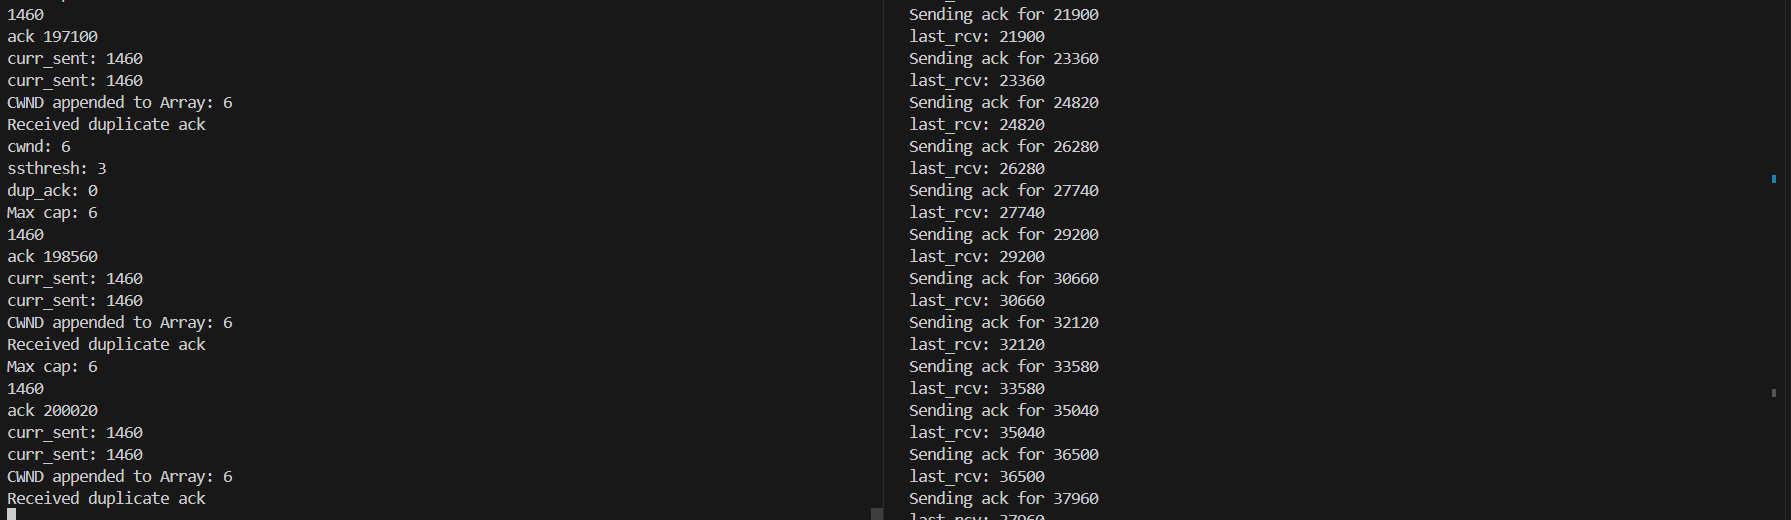 1460
ack 197100
curr_sent: 1460
curr_sent: 1460
CWND appended to Array: 6
Received duplicate ack
cwnd: 6
ssthresh: 3
dup_ack: 0
Max cap: 6
1460
ack 198560
curr_sent: 1460
curr_sent: 1460
CWND appended to Array: 6
Received duplicate ack
Max cap: 6
1460
ack 200020
curr_sent: 1460
curr_sent: 1460
CWND appended to Array: 6
Received duplicate ack
Sending ack for 21900
last_rcv: 21900
Sending ack for 23360
last_rcv: 23360
Sending ack for 24820
last_rcv: 24820
Sending ack for 26280
last_rcv: 26280
Sending ack for 27740
last_rcv: 27740
Sending ack for 29200
last_rcv: 29200
Sending ack for 30660
last_rcv: 30660
Sending ack for 32120
last_rcv: 32120
Sending ack for 33580
last_rcv: 33580
Sending ack for 35040
last_rcv: 35040
Sending ack for 36500
last_rcv: 36500
Sending ack for 37960
last_rcv: 37960